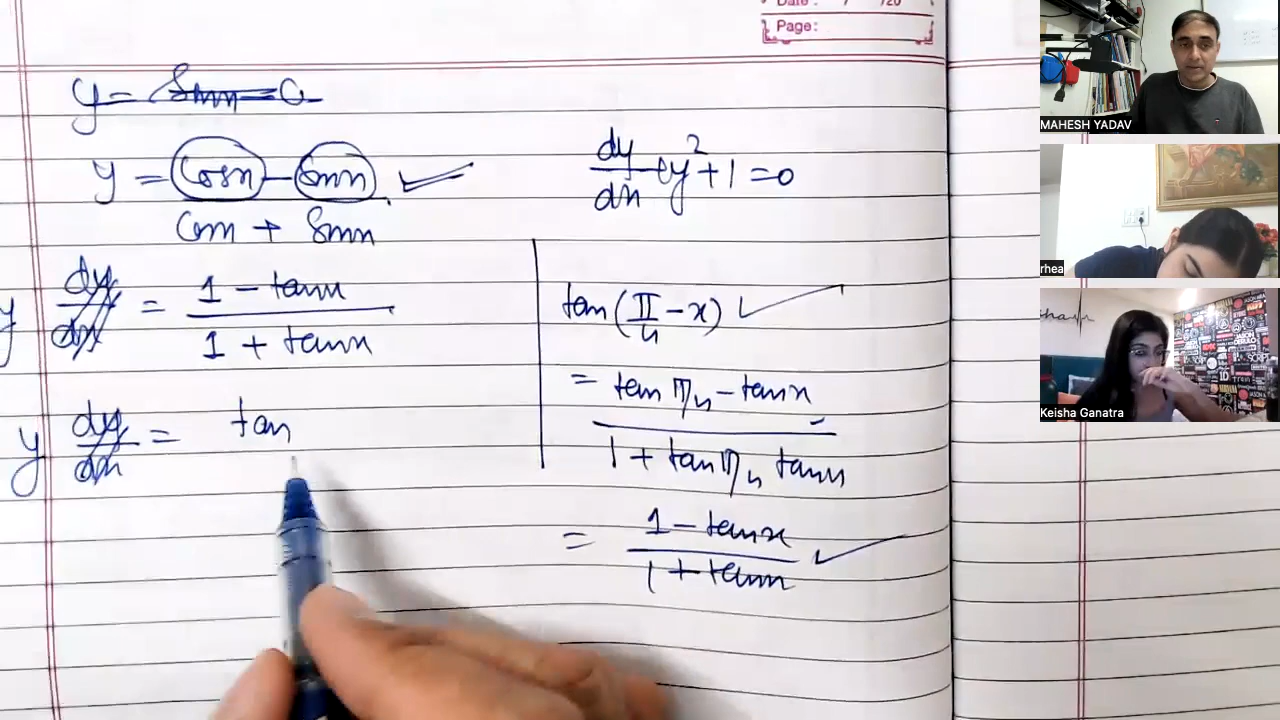 Date : / /20
Page:
y = Sinx = C
y = Cosx - Sinx
Cosx + Sinx
dy/dx + y² + 1 = 0
y dy/dx = 1 - tanx
1 + tanx
y dy/dx = tan
tan(π/4 - x)
= tan π/4 - tanx
1 + tan π/4 tanx
= 1 - tanx
1 + tanx
MAHESH YADAV
rhea
Keisha Ganatra